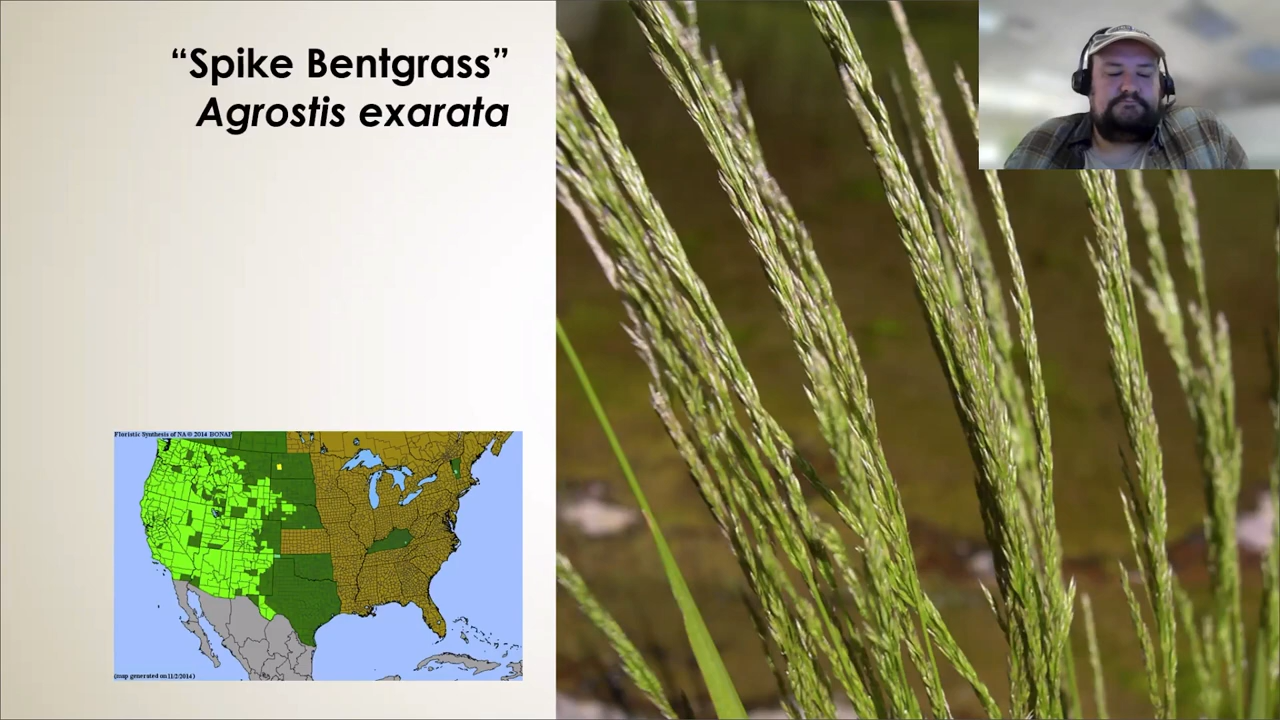 “Spike Bentgrass”
Agrostis exarata
Floristic Synthesis of NA © 2014 BONAP
(map generated on 11/2/2014)